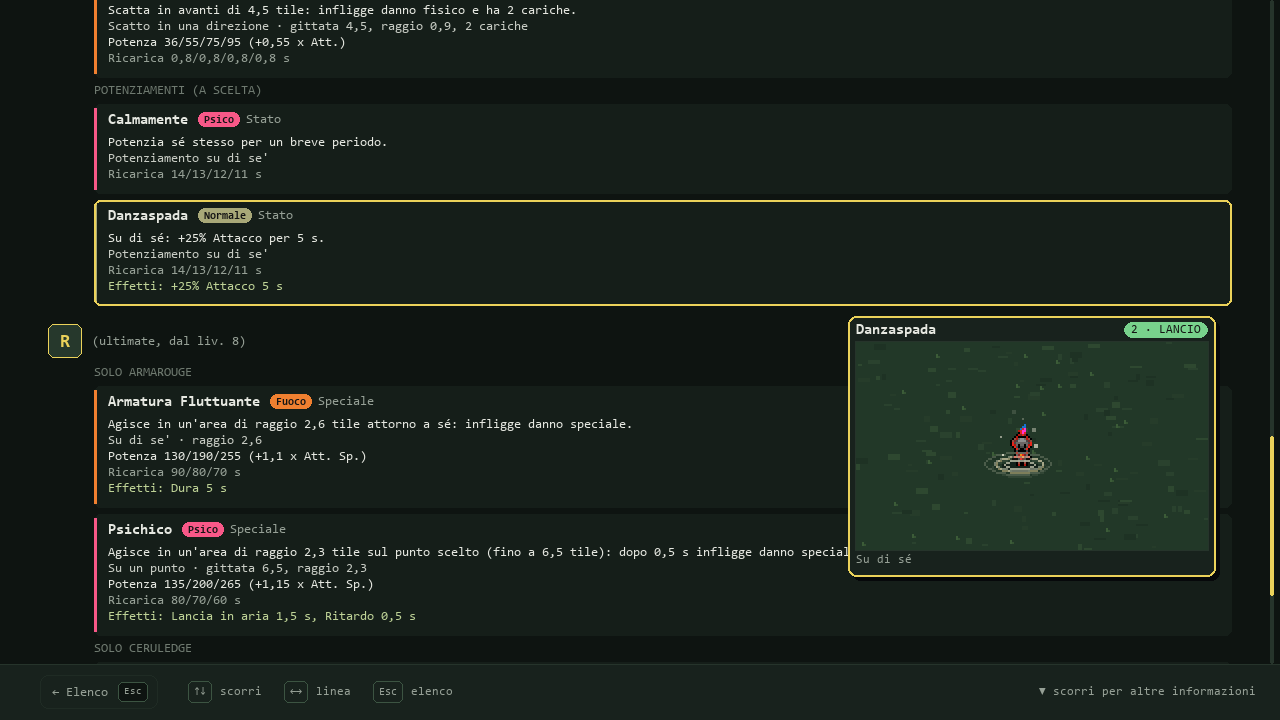 Scatta in avanti di 4,5 tile: infligge danno fisico e ha 2 cariche.
Scatto in una direzione · gittata 4,5, raggio 0,9, 2 cariche
Potenza 36/55/75/95 (+0,55 x Att.)
Ricarica 0,8/0,8/0,8/0,8 s
POTENZIAMENTI (A SCELTA)
Calmamente Psico Stato
Potenzia sé stesso per un breve periodo.
Potenziamento su di se'
Ricarica 14/13/12/11 s
Danzaspada Normale Stato
Su di sé: +25% Attacco per 5 s.
Potenziamento su di se'
Ricarica 14/13/12/11 s
Effetti: +25% Attacco 5 s
R (ultimate, dal liv. 8)
SOLO ARMAROUGE
Armatura Fluttuante Fuoco Speciale
Agisce in un'area di raggio 2,6 tile attorno a sé: infligge danno speciale.
Su di se' · raggio 2,6
Potenza 130/190/255 (+1,1 x Att. Sp.)
Ricarica 90/80/70 s
Effetti: Dura 5 s
Psichico Psico Speciale
Agisce in un'area di raggio 2,3 tile sul punto scelto (fino a 6,5 tile): dopo 0,5 s infligge danno special
Su un punto · gittata 6,5, raggio 2,3
Potenza 135/200/265 (+1,15 x Att. Sp.)
Ricarica 80/70/60 s
Effetti: Lancia in aria 1,5 s, Ritardo 0,5 s
SOLO CERULEDGE
Danzaspada 2 · LANCIO
Su di sé
← Elenco Esc ↑↓ scorri ↔ linea Esc elenco ▼ scorri per altre informazioni